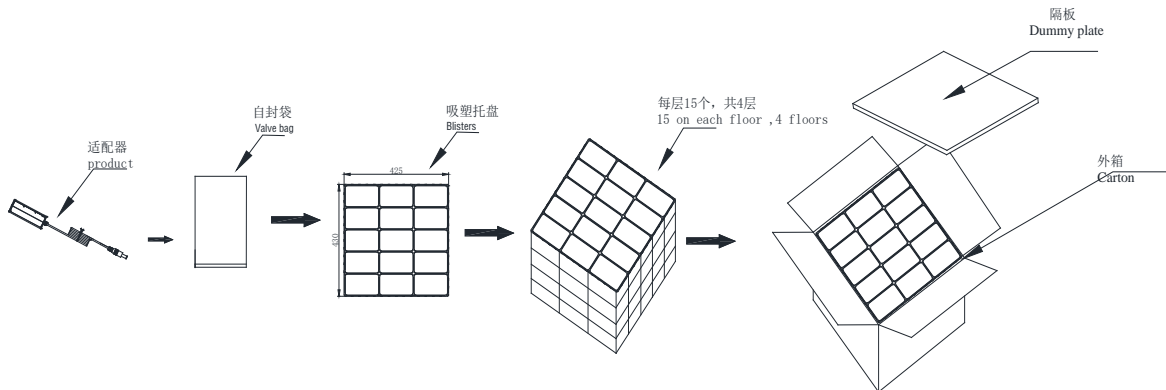 适配器
product
自封袋
Valve bag
吸塑托盘
Blisters
425
430
每层15个，共4层
15 on each floor ,4 floors
隔板
Dummy plate
外箱
Carton